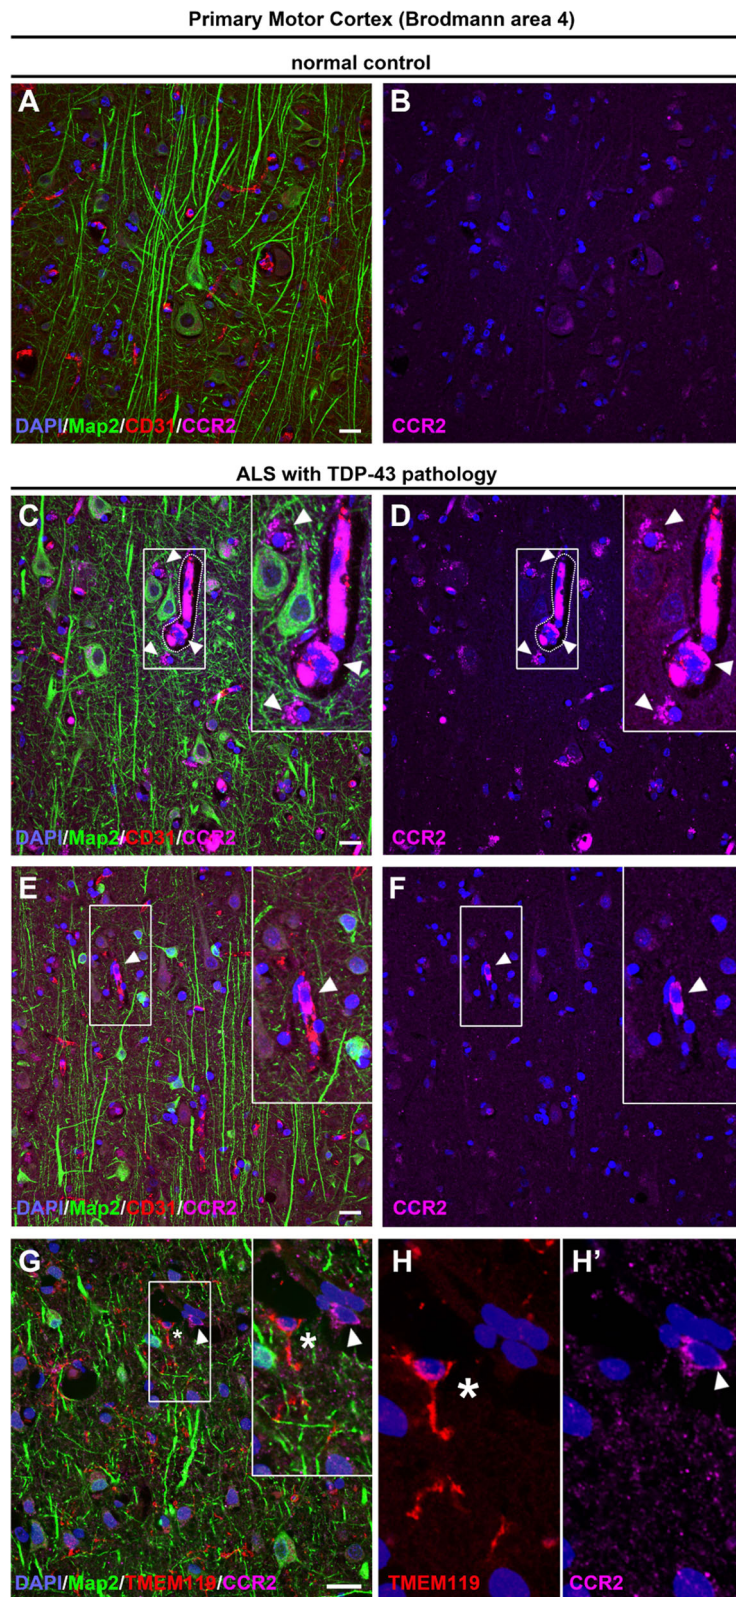 Primary Motor Cortex (Brodmann area 4)
normal control
A
B
DAPI/Map2/CD31/CCR2
CCR2
ALS with TDP-43 pathology
C
D
DAPI/Map2/CD31/CCR2
CCR2
E
F
DAPI/Map2/CD31/CCR2
CCR2
G
*
*
H
*
H'
DAPI/Map2/TMEM119/CCR2
TMEM119
CCR2